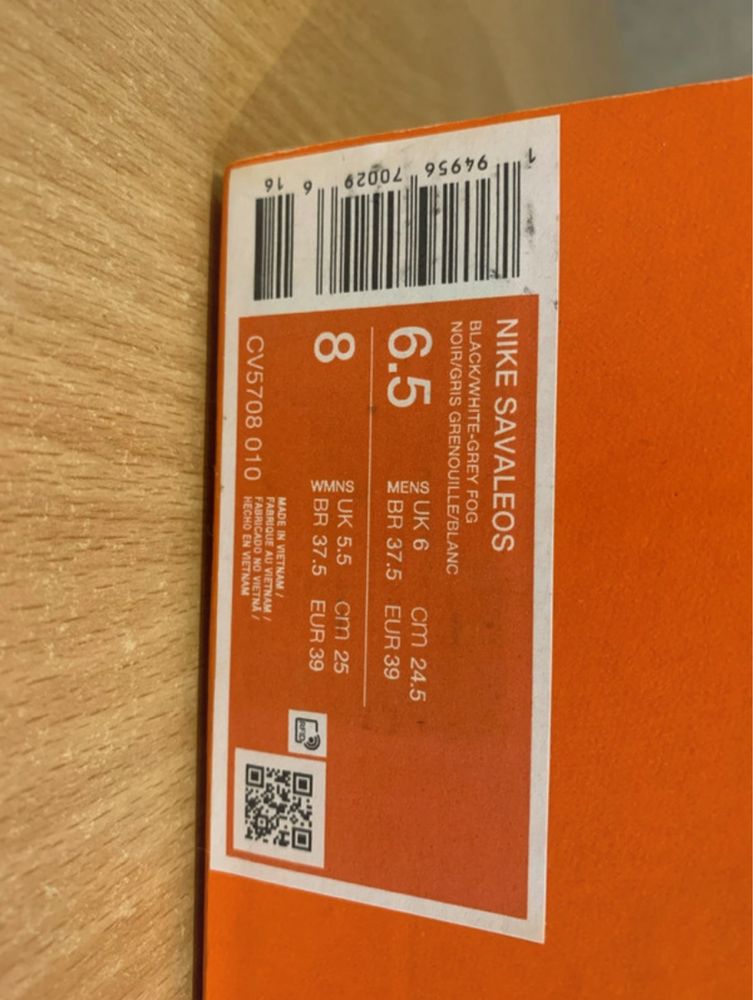 1 94956 70029 6 16
NIKE SAVALEOS
BLACK/WHITE-GREY FOG
NOIR/GRIS GRENOUILLE/BLANC
6.5 MENS UK 6 cm 24.5
BR 37.5 EUR 39
8 WMNS UK 5.5 cm 25
BR 37.5 EUR 39
CV5708 010
MADE IN VIETNAM /
FABRIQUE AU VIETNAM /
FABRICADO NO VIETNÃ /
HECHO EN VIETNAM
RFID